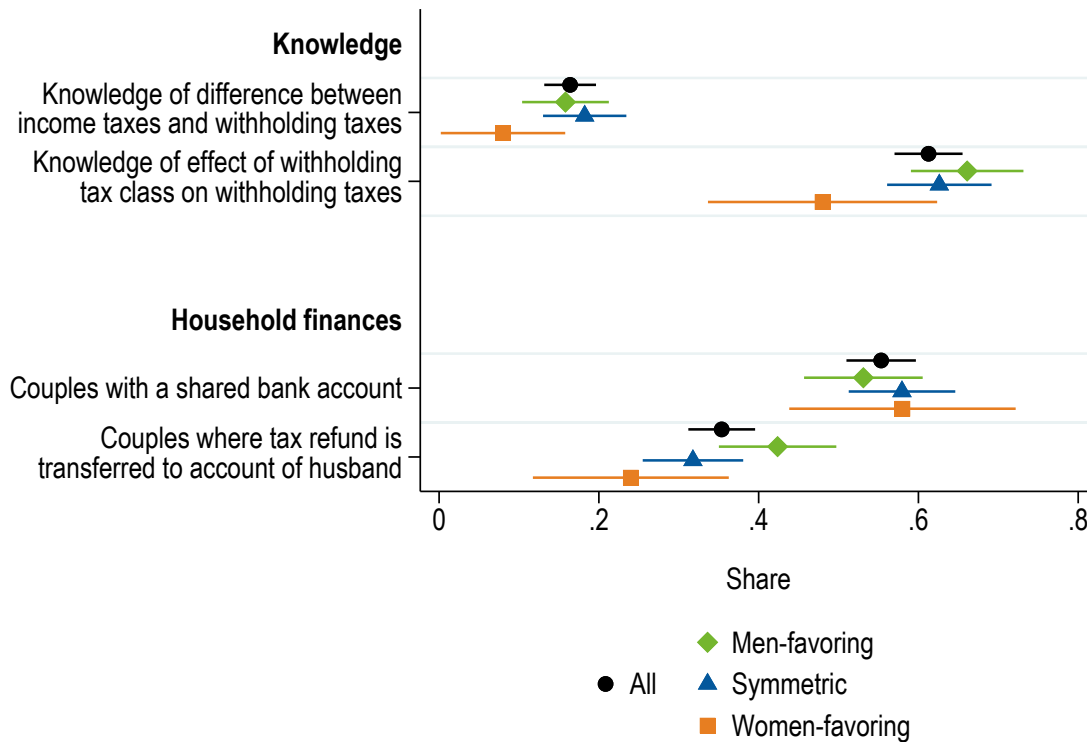 Knowledge
Knowledge of difference between
income taxes and withholding taxes
Knowledge of effect of withholding
tax class on withholding taxes
Household finances
Couples with a shared bank account
Couples where tax refund is
transferred to account of husband
0 .2 .4 .6 .8
Share
Men-favoring
All Symmetric
Women-favoring